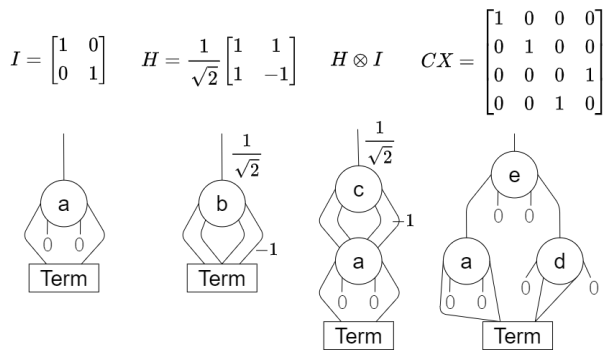 I = [1 0; 0 1] H = 1/√2 [1 1; 1 −1] H ⊗ I CX = [1 0 0 0; 0 1 0 0; 0 0 0 1; 0 0 1 0]
1/√2 1/√2
a b c e
0 0 0 0
−1 −1
a a d
0 0 0 0 0 0
Term Term Term Term